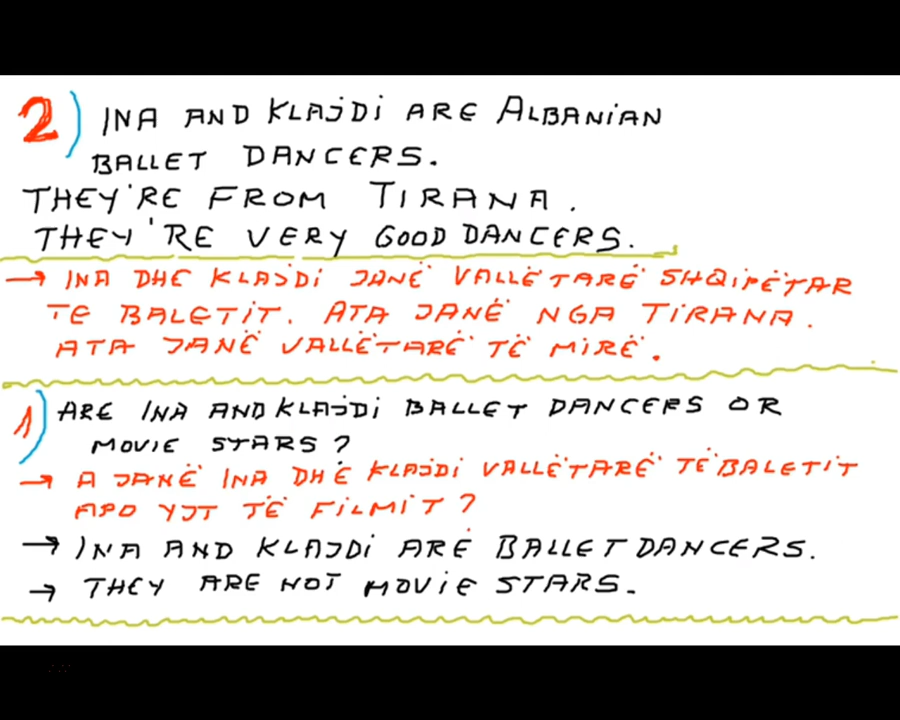 2) INA AND KLAJDI ARE ALBANIAN
BALLET DANCERS.
THEY'RE FROM TIRANA.
THEY'RE VERY GOOD DANCERS.
→ INA DHE KLAJDI JANË VALLËTARË SHQIPËTAR
TE BALETIT. ATA JANË NGA TIRANA.
ATA JANË VALLËTARË TË MIRË.
1) ARE INA AND KLAJDI BALLET DANCERS OR
MOVIE STARS?
→ A JANË INA DHE KLAJDI VALLËTARË TË BALETIT
APO YJT TË FILMIT?
→ INA AND KLAJDI ARE BALLET DANCERS.
→ THEY ARE NOT MOVIE STARS.